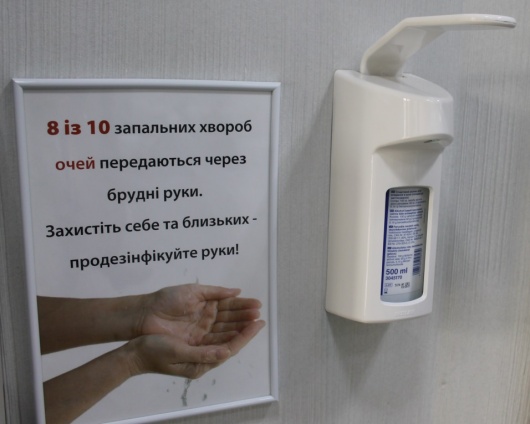 8 із 10 запальних хвороб
очей передаються через
брудні руки.
Захистіть себе та близьких -
продезінфікуйте руки!
500 ml